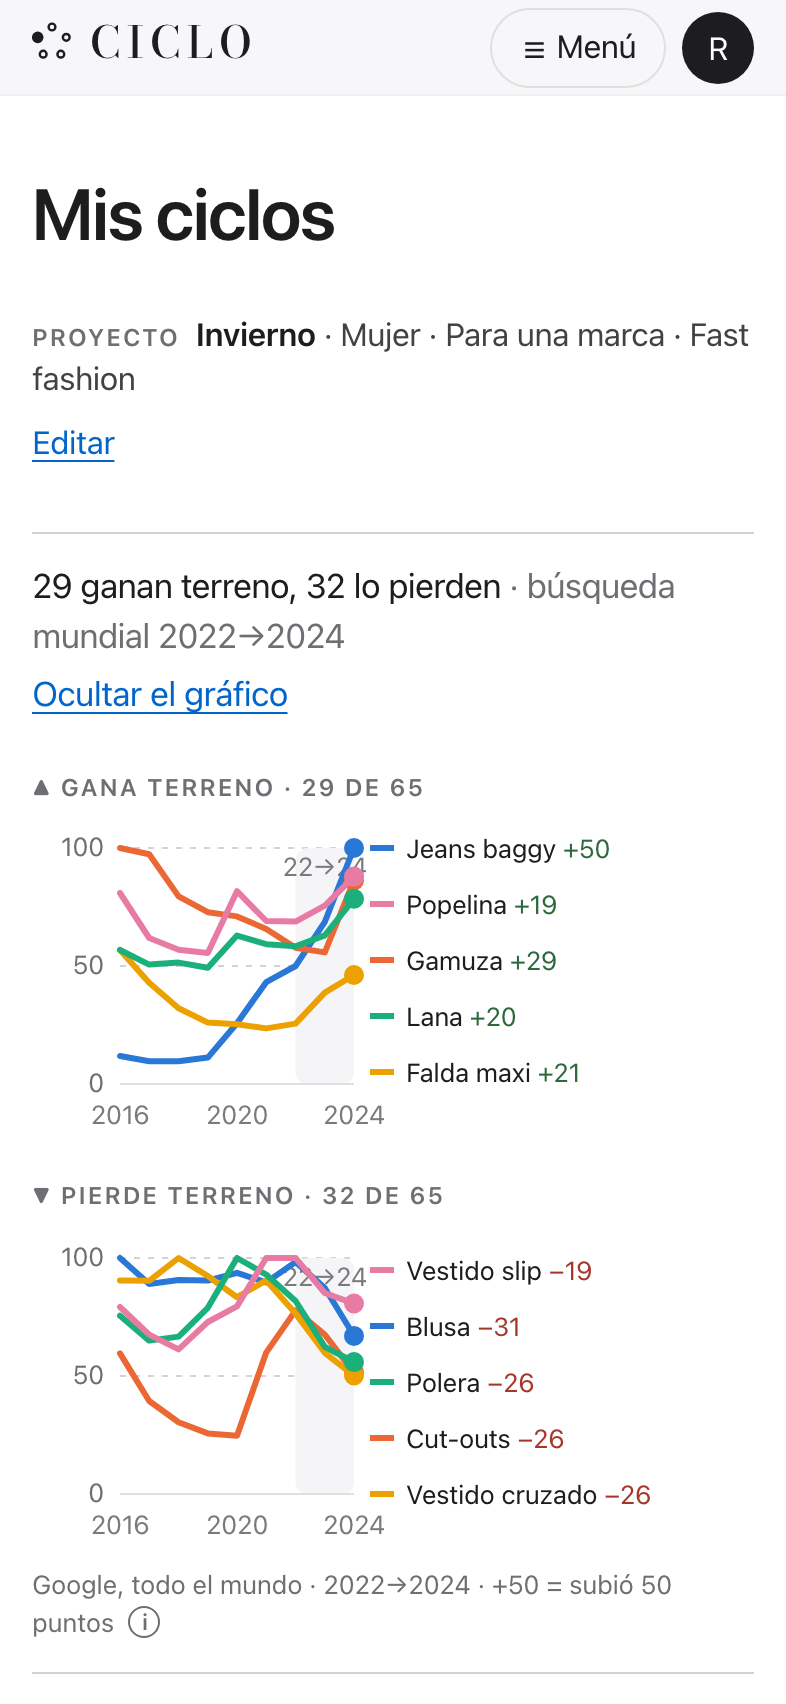 CICLO
≡ Menú
R
Mis ciclos
PROYECTO Invierno · Mujer · Para una marca · Fast
fashion
Editar
29 ganan terreno, 32 lo pierden · búsqueda
mundial 2022→2024
Ocultar el gráfico
▲ GANA TERRENO · 29 DE 65
100
22→24
50
0
2016 2020 2024
Jeans baggy +50
Popelina +19
Gamuza +29
Lana +20
Falda maxi +21
▼ PIERDE TERRENO · 32 DE 65
100
22→24
50
0
2016 2020 2024
Vestido slip −19
Blusa −31
Polera −26
Cut-outs −26
Vestido cruzado −26
Google, todo el mundo · 2022→2024 · +50 = subió 50
puntos ⓘ